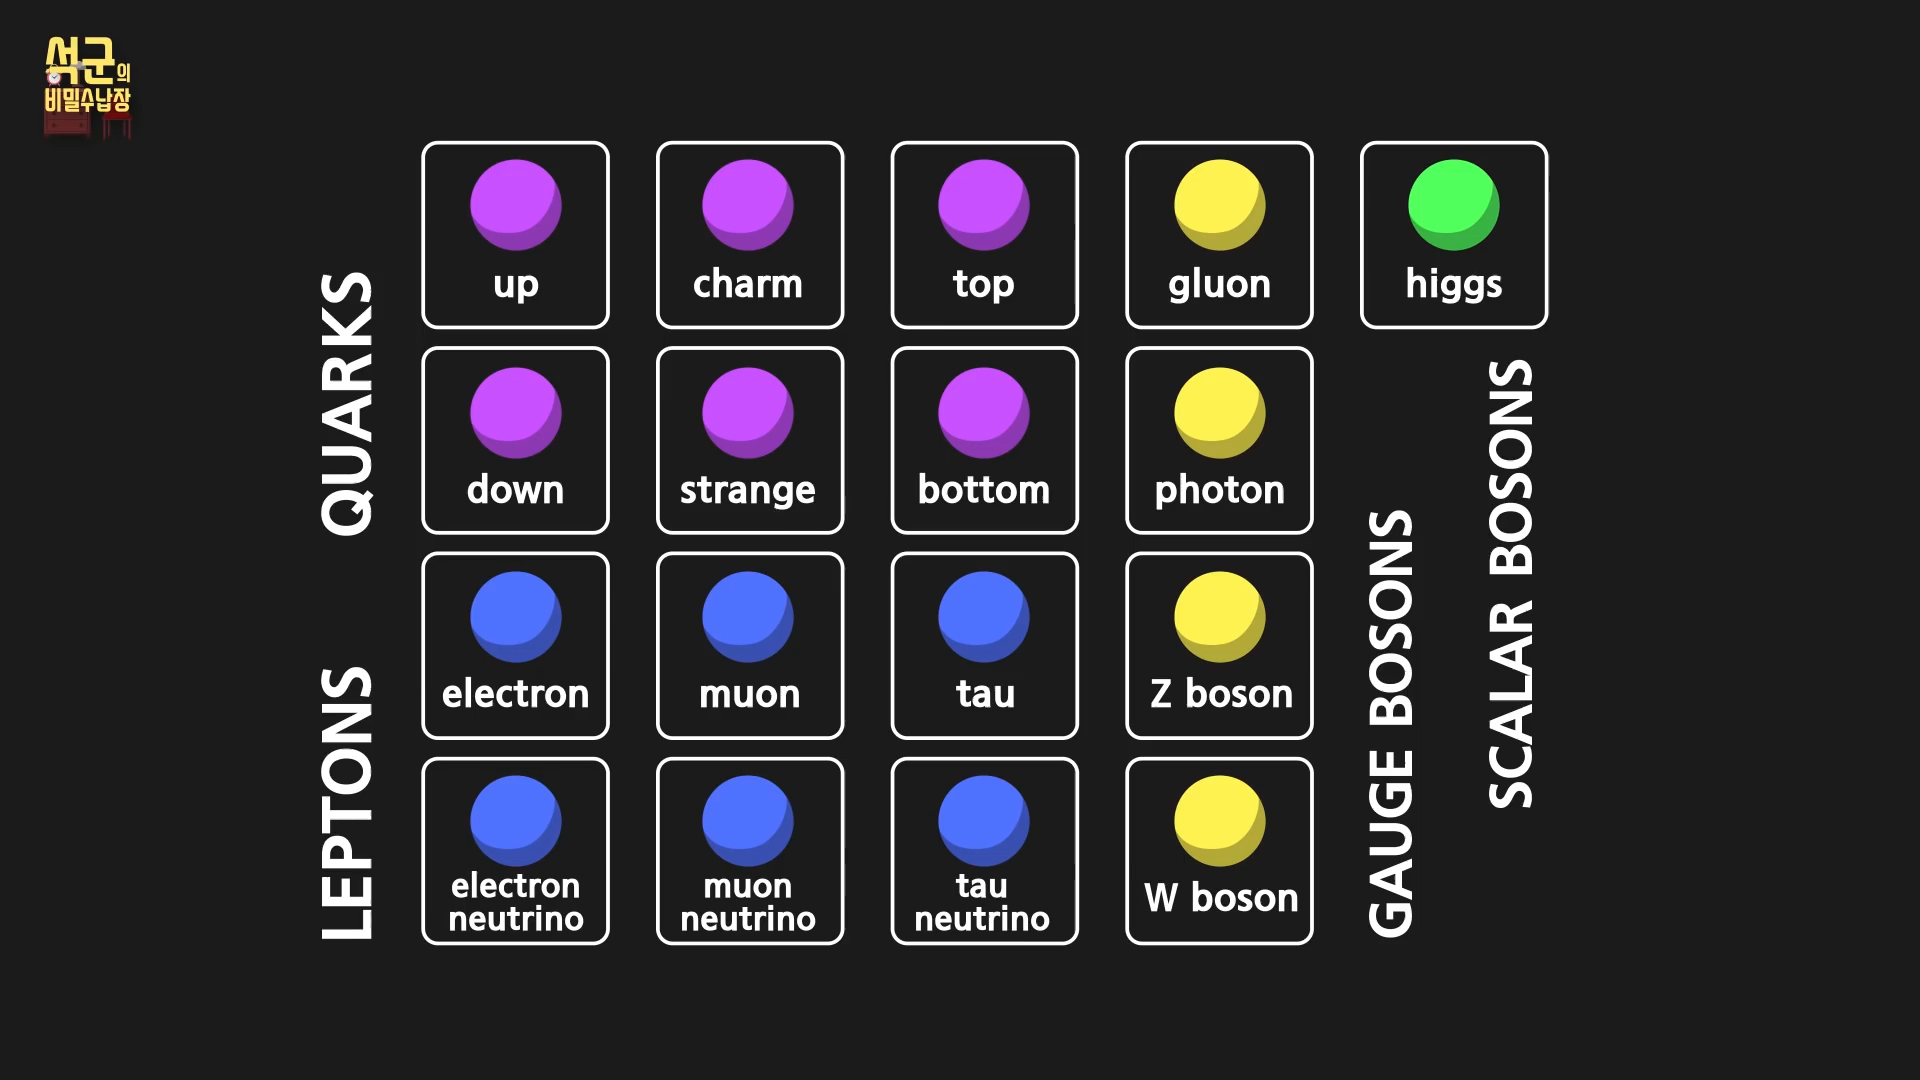 석군의
비밀수납장
QUARKS
up
charm
top
gluon
higgs
down
strange
bottom
photon
LEPTONS
electron
muon
tau
Z boson
electron
neutrino
muon
neutrino
tau
neutrino
W boson
GAUGE BOSONS
SCALAR BOSONS